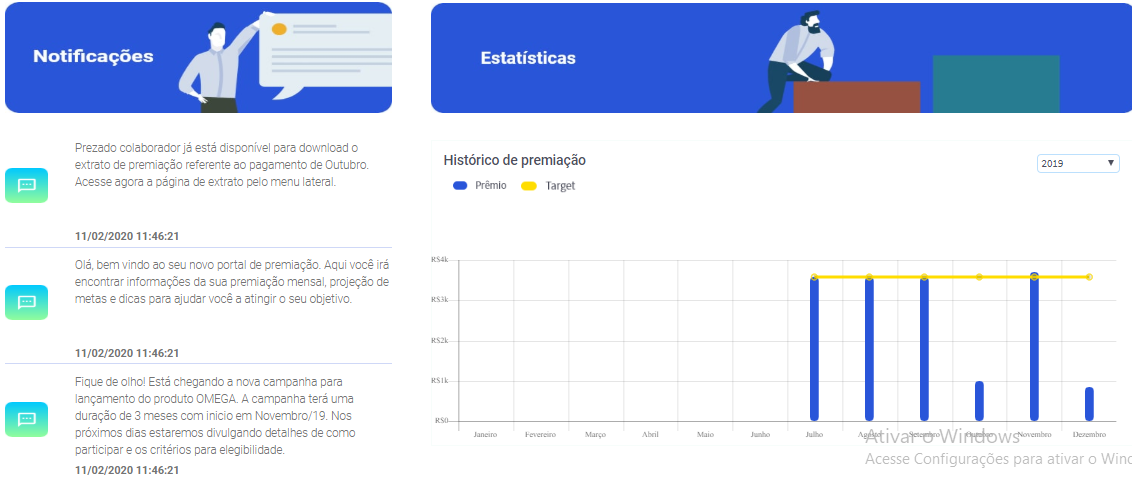 Notificações
Prezado colaborador já está disponível para download o
extrato de premiação referente ao pagamento de Outubro.
Acesse agora a página de extrato pelo menu lateral.
11/02/2020 11:46:21
Olá, bem vindo ao seu novo portal de premiação. Aqui você irá
encontrar informações da sua premiação mensal, projeção de
metas e dicas para ajudar você a atingir o seu objetivo.
11/02/2020 11:46:21
Fique de olho! Está chegando a nova campanha para
lançamento do produto OMEGA. A campanha terá uma
duração de 3 meses com inicio em Novembro/19. Nos
próximos dias estaremos divulgando detalhes de como
participar e os critérios para elegibilidade.
11/02/2020 11:46:21
Estatísticas
Histórico de premiação
2019
Prêmio Target
R$4k
R$3k
R$2k
R$1k
R$0
Janeiro Fevereiro Março Abril Maio Junho Julho Agosto Setembro Outubro Novembro Dezembro
Ativar o Windows
Acesse Configurações para ativar o Wind